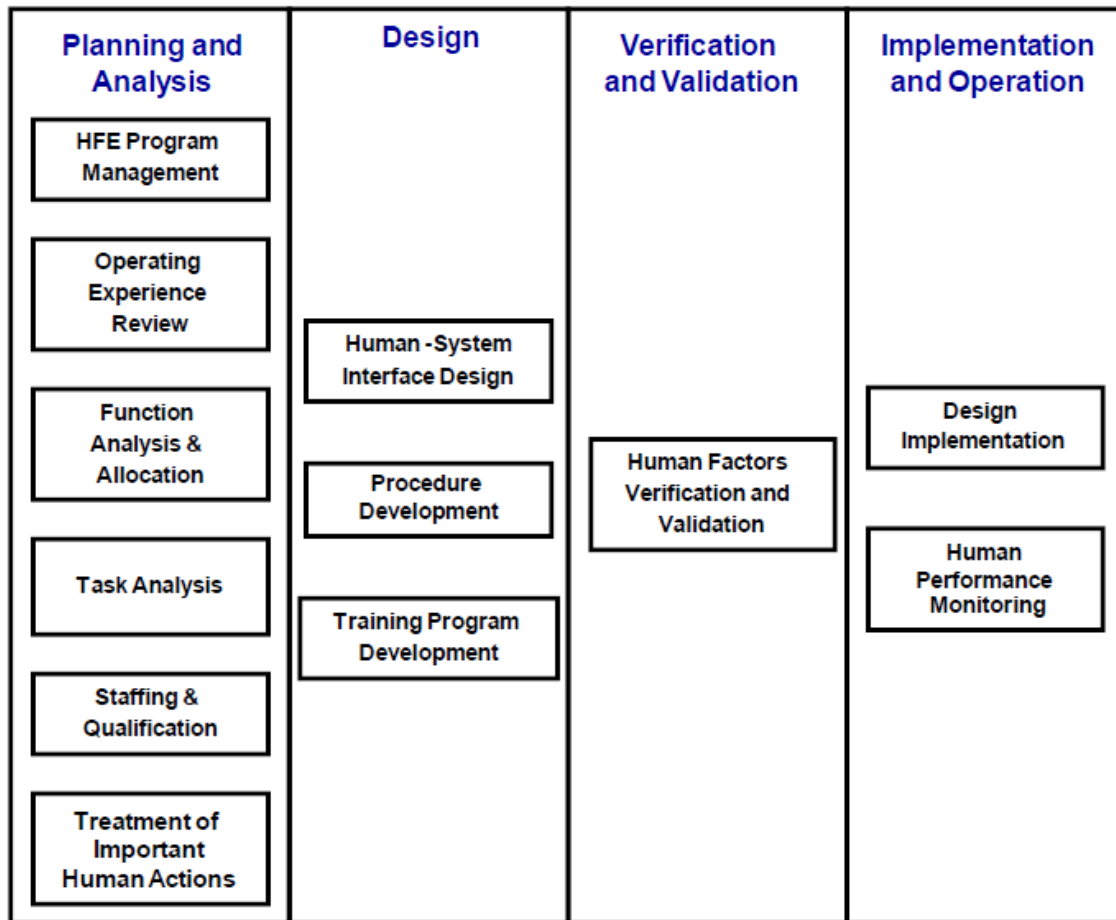 Planning and
Analysis
HFE Program
Management
Operating
Experience
Review
Function
Analysis &
Allocation
Task Analysis
Staffing &
Qualification
Treatment of
Important
Human Actions
Design
Human -System
Interface Design
Procedure
Development
Training Program
Development
Verification
and Validation
Human Factors
Verification and
Validation
Implementation
and Operation
Design
Implementation
Human
Performance
Monitoring